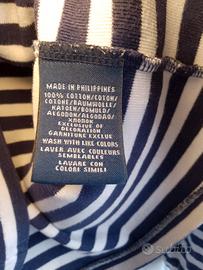 MADE IN PHILIPPINES
100% COTTON/COTON/
COTONE/BAUMWOLLE/
KATOEN/BOMULD/
ALGODON/ALGODAO/
EXCLUSIVE OF
DECORATION
GARNITURE EXCLUE
WASH WITH LIKE COLORS
LAVER AVEC COULEURS
SEMBLABLES
LAVARE CON
COLORE SIMILI
Subito